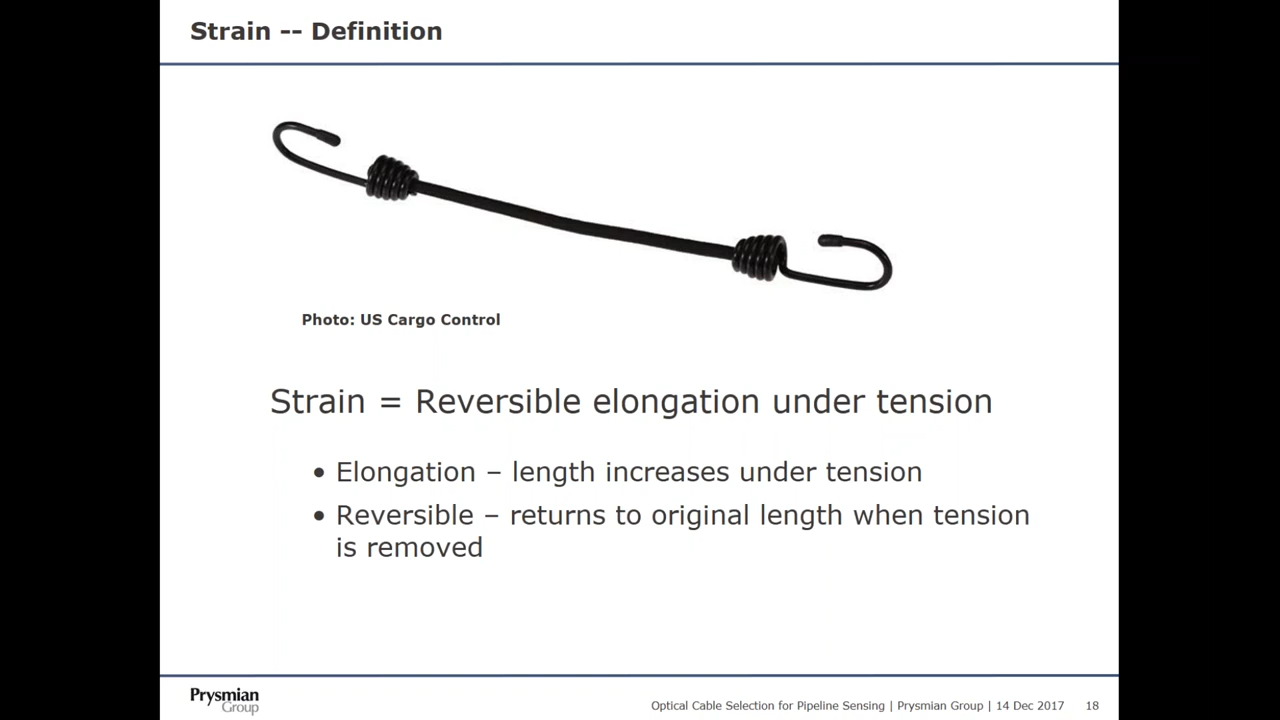 Strain -- Definition
Photo: US Cargo Control
Strain = Reversible elongation under tension
• Elongation – length increases under tension
• Reversible – returns to original length when tension
is removed
Prysmian
Group
Optical Cable Selection for Pipeline Sensing | Prysmian Group | 14 Dec 2017 18